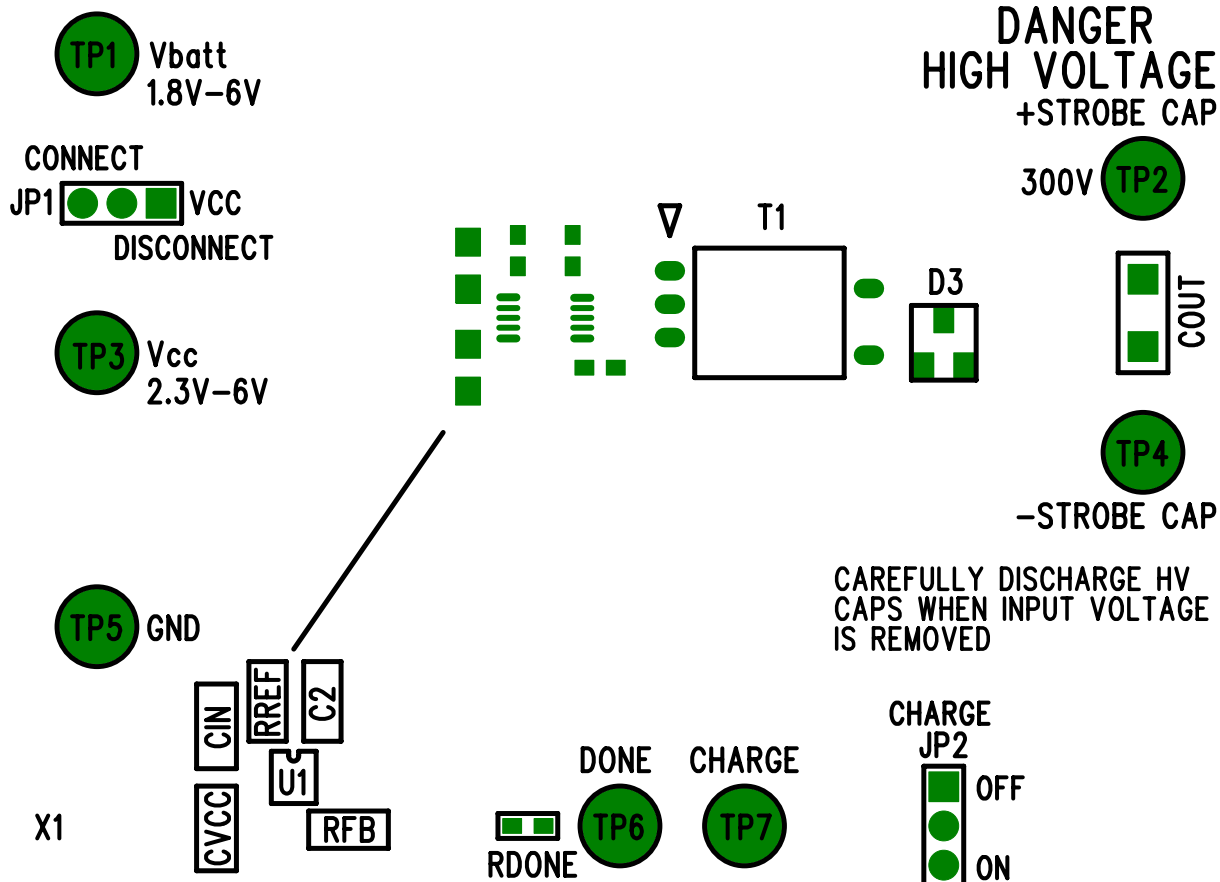 TP1 Vbatt
1.8V-6V
DANGER
HIGH VOLTAGE
+STROBE CAP
300V TP2
CONNECT
JP1 VCC
DISCONNECT
T1
D3
COUT
TP3 Vcc
2.3V-6V
TP4
-STROBE CAP
CAREFULLY DISCHARGE HV
CAPS WHEN INPUT VOLTAGE
IS REMOVED
TP5 GND
CIN
RREF
C2
U1
CVCC
RFB
X1
DONE
TP6
RDONE
CHARGE
TP7
CHARGE
JP2
OFF
ON